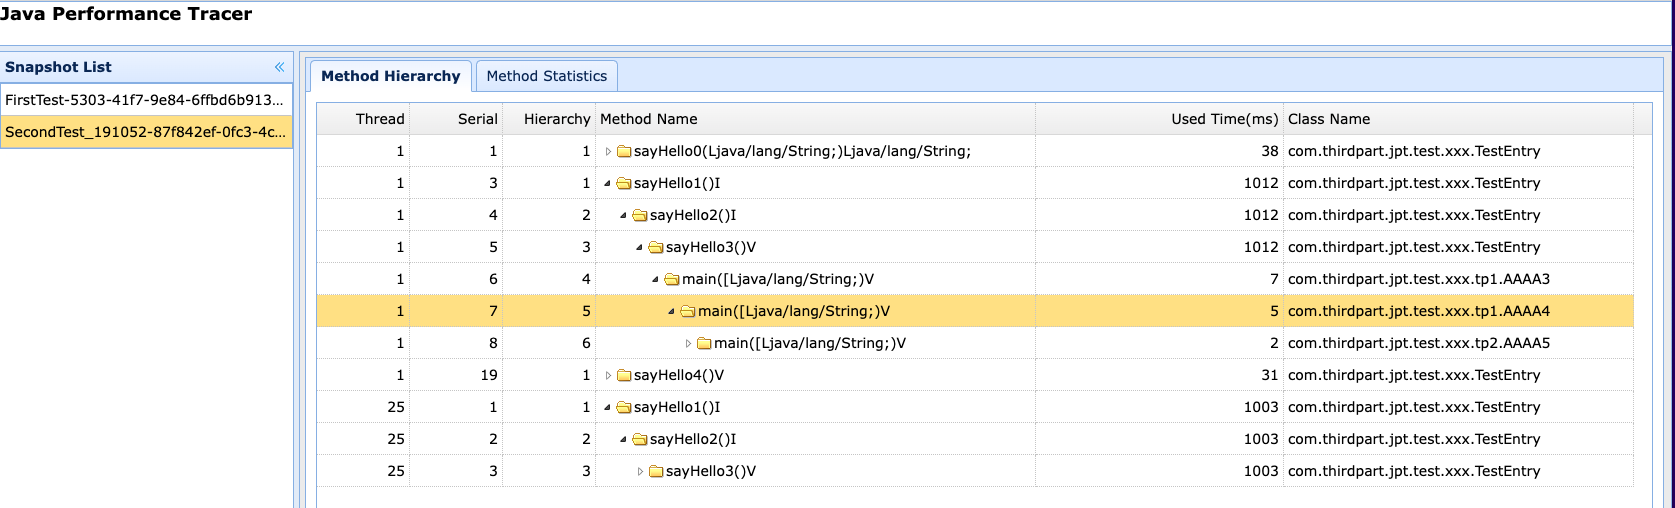 Java Performance Tracer
Snapshot List «
FirstTest-5303-41f7-9e84-6ffbd6b913...
SecondTest_191052-87f842ef-0fc3-4c...
Method Hierarchy Method Statistics
Thread Serial Hierarchy Method Name Used Time(ms) Class Name
1 1 1 sayHello0(Ljava/lang/String;)Ljava/lang/String; 38 com.thirdpart.jpt.test.xxx.TestEntry
1 3 1 sayHello1()I 1012 com.thirdpart.jpt.test.xxx.TestEntry
1 4 2 sayHello2()I 1012 com.thirdpart.jpt.test.xxx.TestEntry
1 5 3 sayHello3()V 1012 com.thirdpart.jpt.test.xxx.TestEntry
1 6 4 main([Ljava/lang/String;)V 7 com.thirdpart.jpt.test.xxx.tp1.AAAA3
1 7 5 main([Ljava/lang/String;)V 5 com.thirdpart.jpt.test.xxx.tp1.AAAA4
1 8 6 main([Ljava/lang/String;)V 2 com.thirdpart.jpt.test.xxx.tp2.AAAA5
1 19 1 sayHello4()V 31 com.thirdpart.jpt.test.xxx.TestEntry
25 1 1 sayHello1()I 1003 com.thirdpart.jpt.test.xxx.TestEntry
25 2 2 sayHello2()I 1003 com.thirdpart.jpt.test.xxx.TestEntry
25 3 3 sayHello3()V 1003 com.thirdpart.jpt.test.xxx.TestEntry